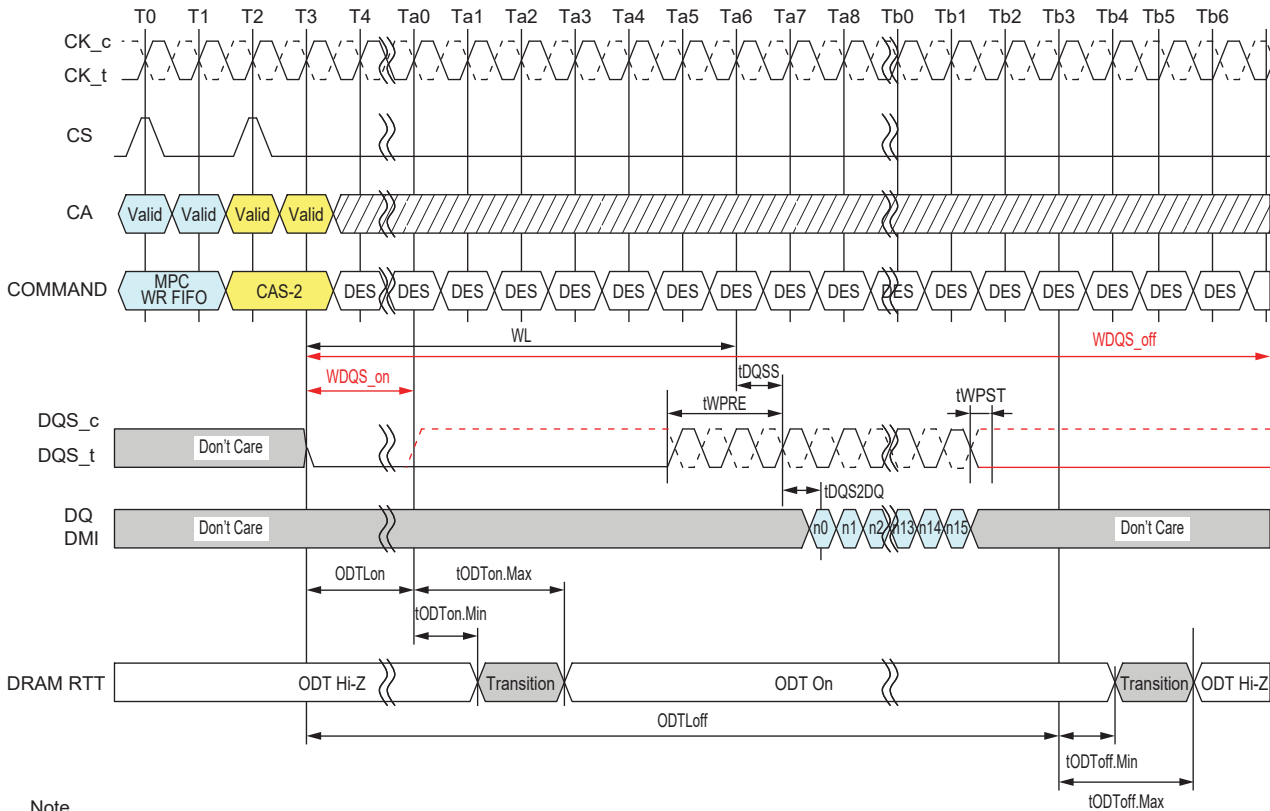 T0 T1 T2 T3 T4 Ta0 Ta1 Ta2 Ta3 Ta4 Ta5 Ta6 Ta7 Ta8 Tb0 Tb1 Tb2 Tb3 Tb4 Tb5 Tb6
CK_c
CK_t
CS
CA Valid Valid Valid Valid
COMMAND MPC WR FIFO CAS-2 DES DES DES DES DES DES DES DES DES DES DES DES DES DES DES DES DES
WL
WDQS_off
WDQS_on
tDQSS
tWPRE
tWPST
DQS_c
DQS_t
Don't Care
tDQS2DQ
DQ
DMI
Don't Care n0 n1 n2 n13 n14 n15 Don't Care
ODTLon
tODTon.Max
tODTon.Min
DRAM RTT ODT Hi-Z Transition ODT On Transition ODT Hi-Z
ODTLoff
tODToff.Min
tODToff.Max
Note